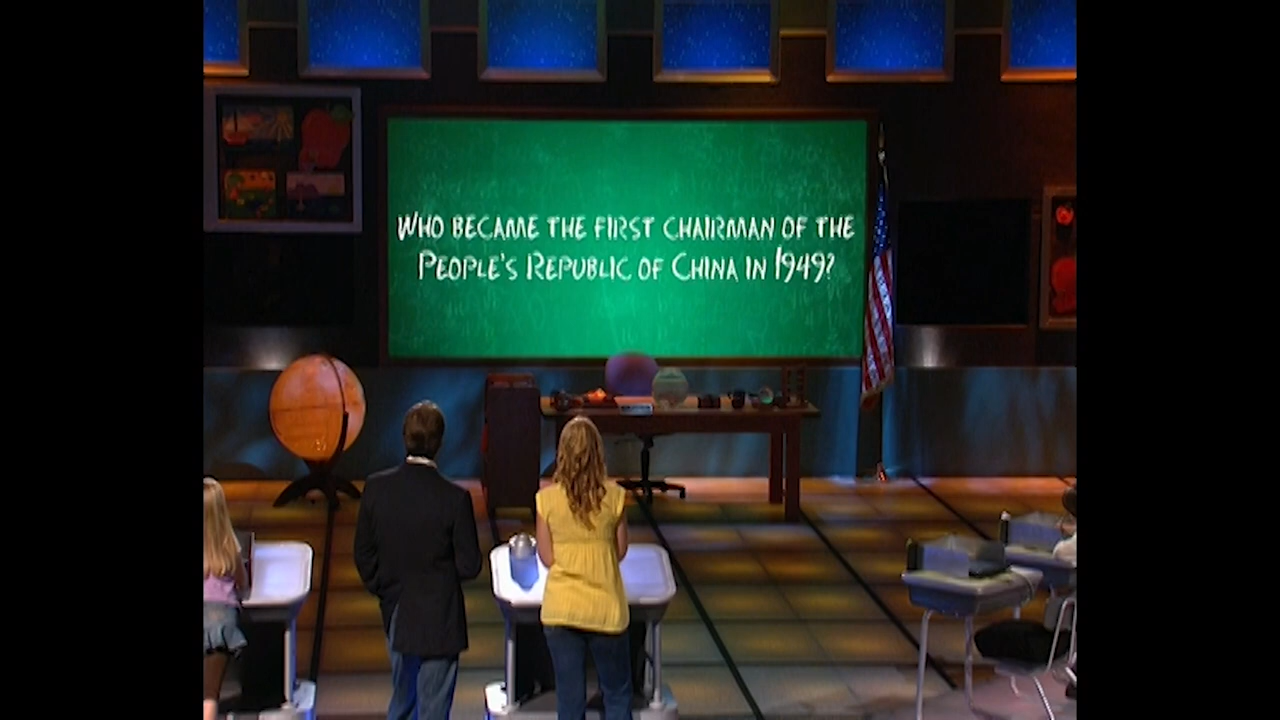 Who became the first chairman of the
People's Republic of China in 1949?